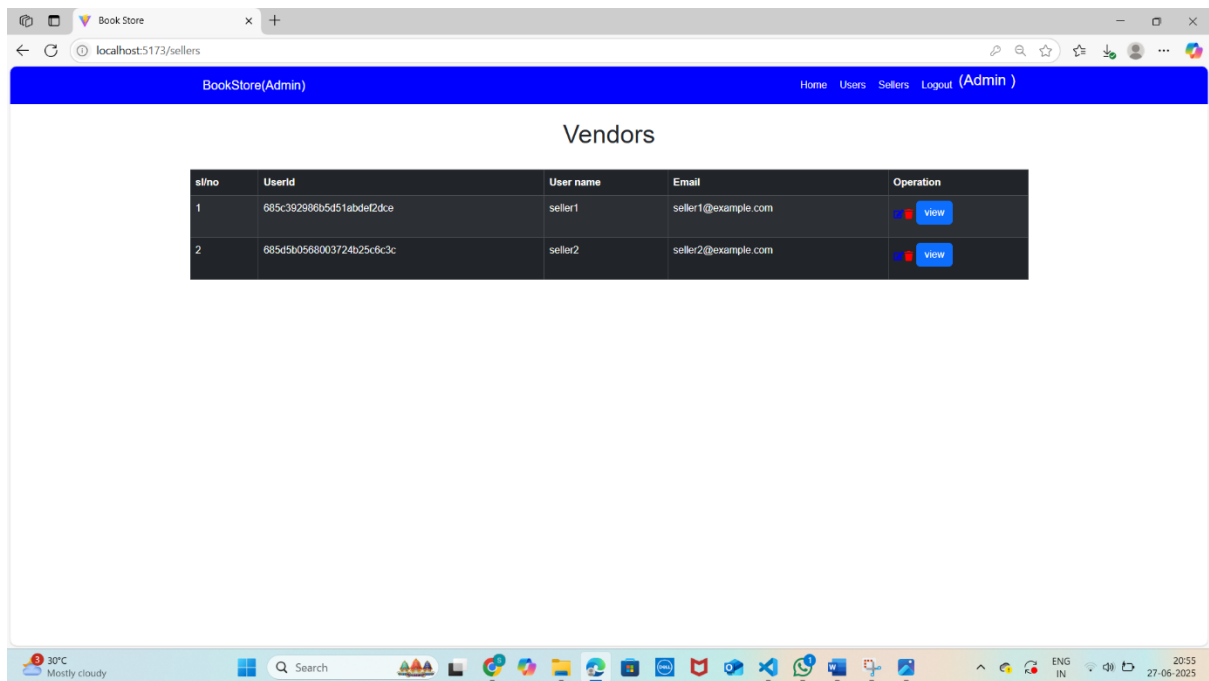 Book Store
localhost:5173/sellers
BookStore(Admin) Home Users Sellers Logout (Admin )
Vendors
sl/no UserId User name Email Operation
1 685c392986b5d51abdef2dce seller1 seller1@example.com view
2 685d5b0568003724b25c6c3c seller2 seller2@example.com view
3 30°C
Mostly cloudy
Search
ENG
IN
20:55
27-06-2025